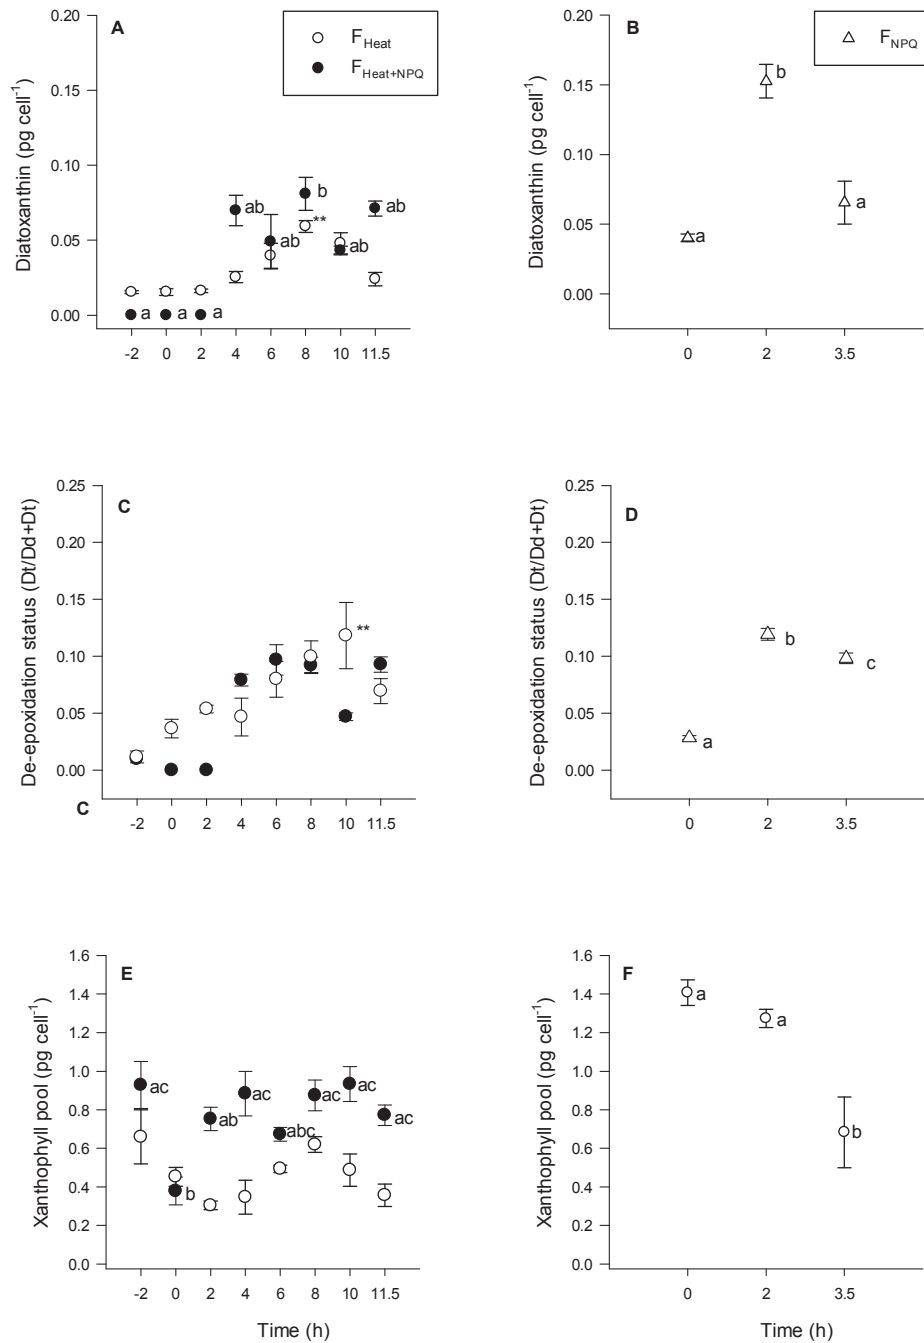 A
F_Heat
F_Heat+NPQ
Diatoxanthin (pg cell⁻¹)
0.20
0.15
0.10
0.05
0.00
a a a ab ab b ** ab ab
-2 0 2 4 6 8 10 11.5
B
F_NPQ
Diatoxanthin (pg cell⁻¹)
0.20
0.15
0.10
0.05
0.00
a b a
0 2 3.5
C
De-epoxidation status (Dt/Dd+Dt)
0.25
0.20
0.15
0.10
0.05
0.00
**
C
-2 0 2 4 6 8 10 11.5
D
De-epoxidation status (Dt/Dd+Dt)
0.25
0.20
0.15
0.10
0.05
0.00
a b c
0 2 3.5
E
Xanthophyll pool (pg cell⁻¹)
1.6
1.4
1.2
1.0
0.8
0.6
0.4
0.2
0.0
ac b ab ac abc ac ac ac
-2 0 2 4 6 8 10 11.5
Time (h)
F
Xanthophyll pool (pg cell⁻¹)
1.6
1.4
1.2
1.0
0.8
0.6
0.4
0.2
0.0
a a b
0 2 3.5
Time (h)